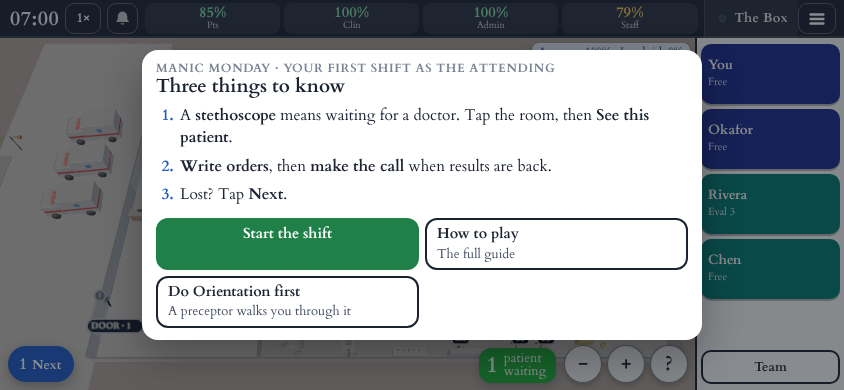 07:00
1×
85%
Pts
100%
Clin
100%
Admin
79%
Staff
The Box
MANIC MONDAY · YOUR FIRST SHIFT AS THE ATTENDING
Three things to know
1. A stethoscope means waiting for a doctor. Tap the room, then See this
patient.
2. Write orders, then make the call when results are back.
3. Lost? Tap Next.
Start the shift
How to play
The full guide
Do Orientation first
A preceptor walks you through it
You
Free
Okafor
Free
Rivera
Eval 3
Chen
Free
DOOR · 1
1 Next
1 patient
waiting
−
+
?
Team